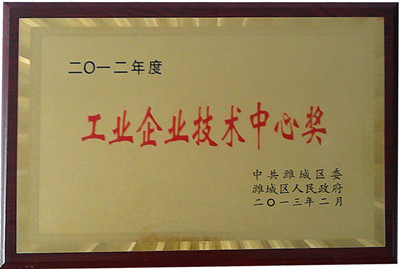 二〇一二年度
工业企业技术中心奖
中共潍城区委
潍城区人民政府
二〇一三年二月